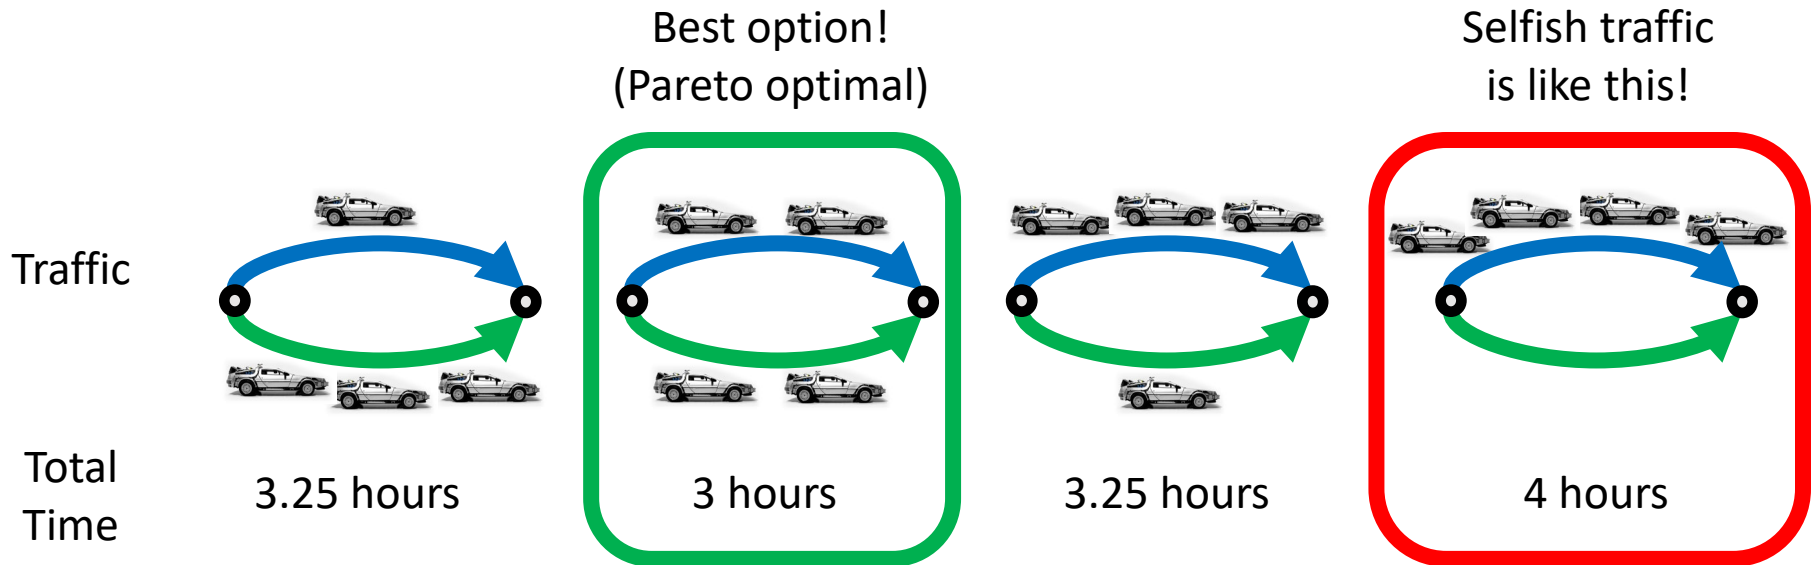 Best option!
(Pareto optimal)
Selfish traffic
is like this!
Traffic
Total
Time
3.25 hours
3 hours
3.25 hours
4 hours